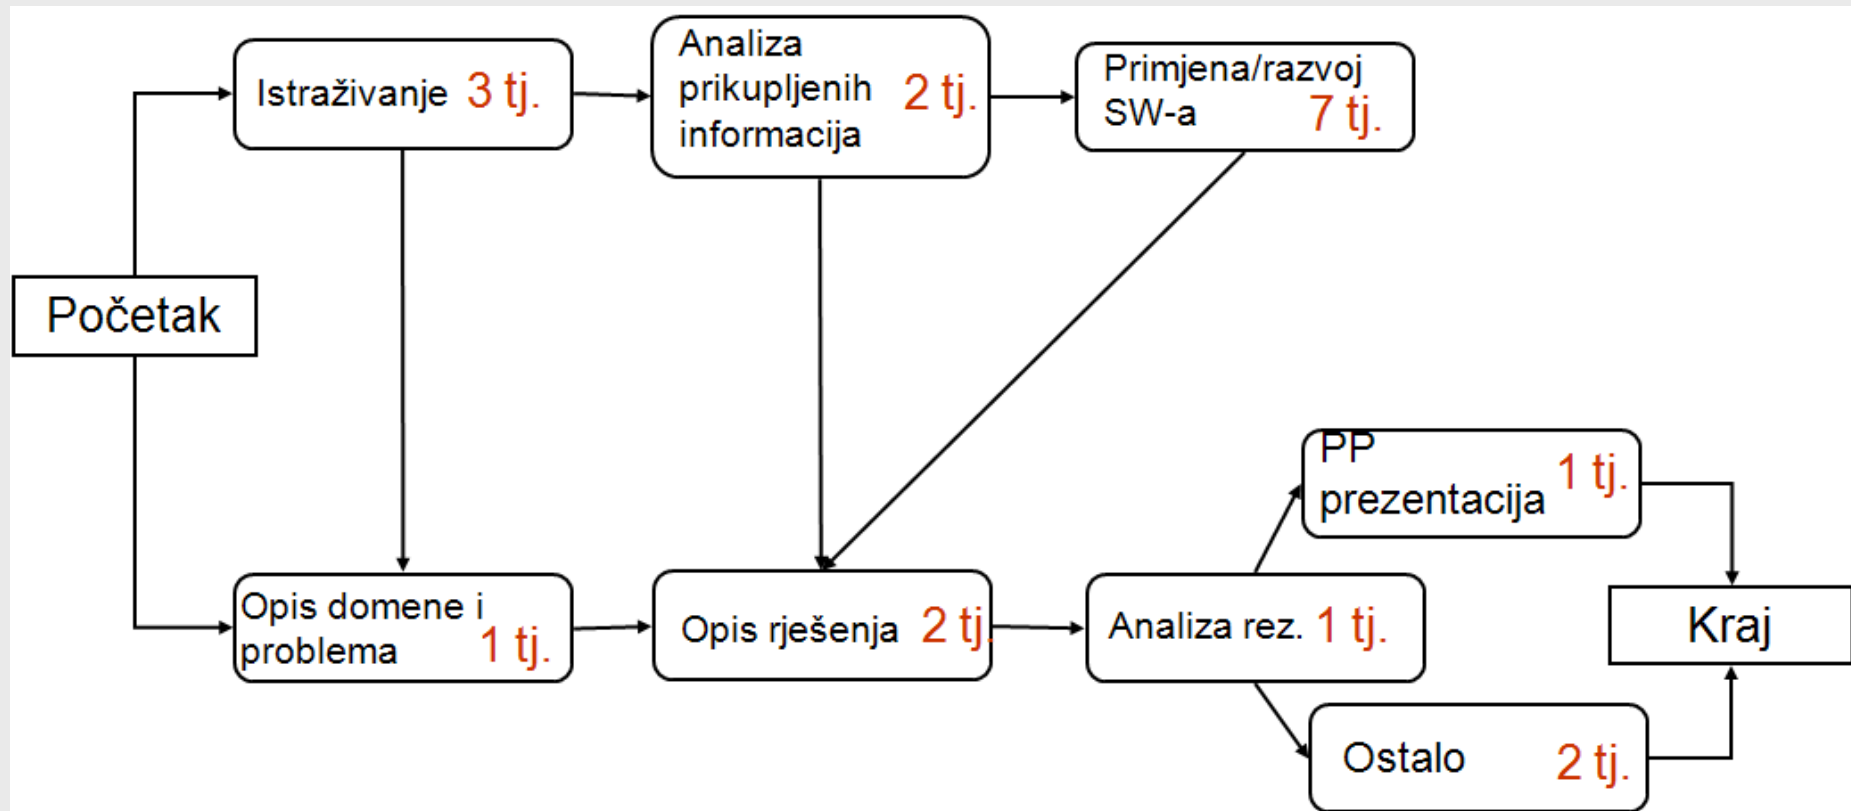 Istraživanje 3 tj.
Analiza
prikupljenih 2 tj.
informacija
Primjena/razvoj
SW-a 7 tj.
Početak
PP
prezentacija 1 tj.
Opis domene i
problema 1 tj.
Opis rješenja 2 tj.
Analiza rez. 1 tj.
Kraj
Ostalo 2 tj.